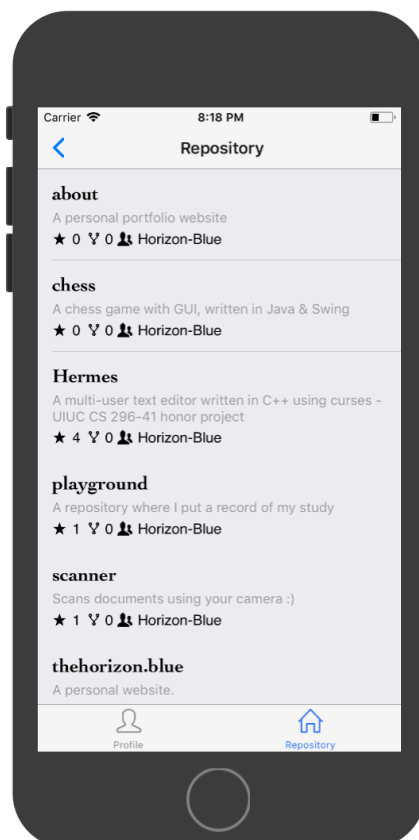 Carrier 8:18 PM
Repository
about
A personal portfolio website
0 0 Horizon-Blue
chess
A chess game with GUI, written in Java & Swing
0 0 Horizon-Blue
Hermes
A multi-user text editor written in C++ using curses -
UIUC CS 296-41 honor project
4 0 Horizon-Blue
playground
A repository where I put a record of my study
1 0 Horizon-Blue
scanner
Scans documents using your camera :)
1 0 Horizon-Blue
thehorizon.blue
A personal website.
Profile Repository